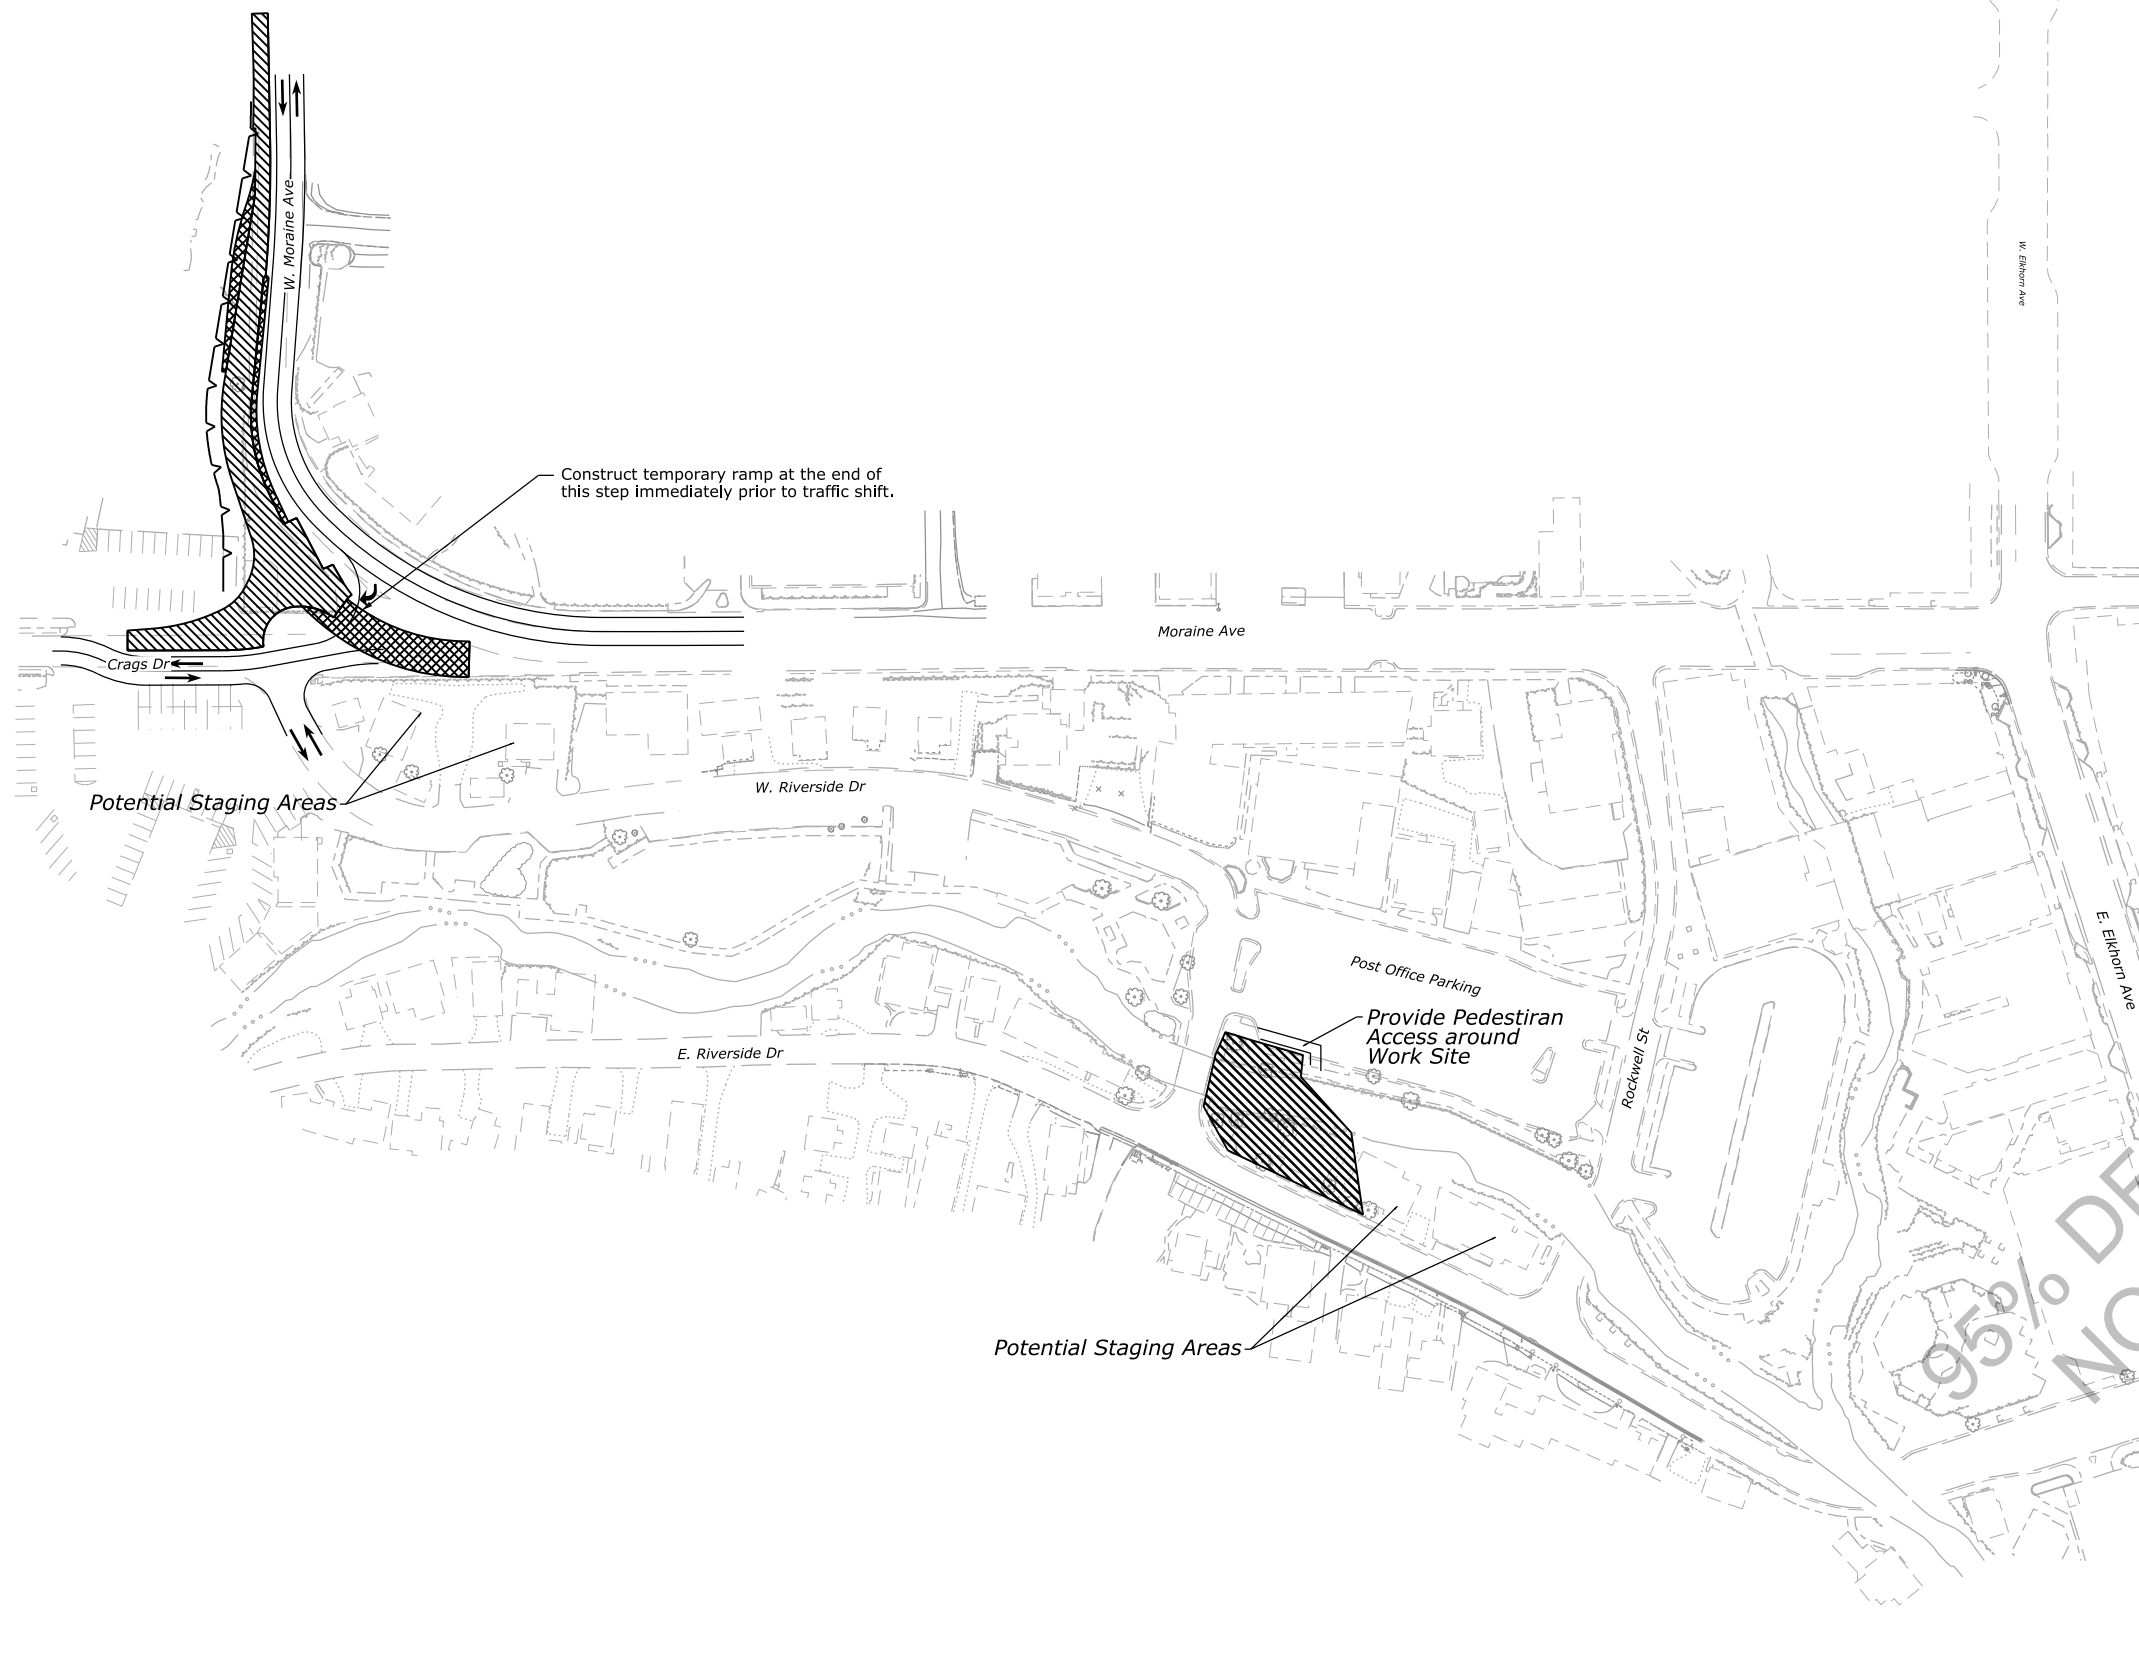 W. Moraine Ave
W. Elkhorn Ave
Construct temporary ramp at the end of
this step immediately prior to traffic shift.
Moraine Ave
Crags Dr
Potential Staging Areas
W. Riverside Dr
E. Elkhorn Ave
Post Office Parking
Provide Pedestiran
Access around
Work Site
E. Riverside Dr
Rockwell St
Potential Staging Areas
95%